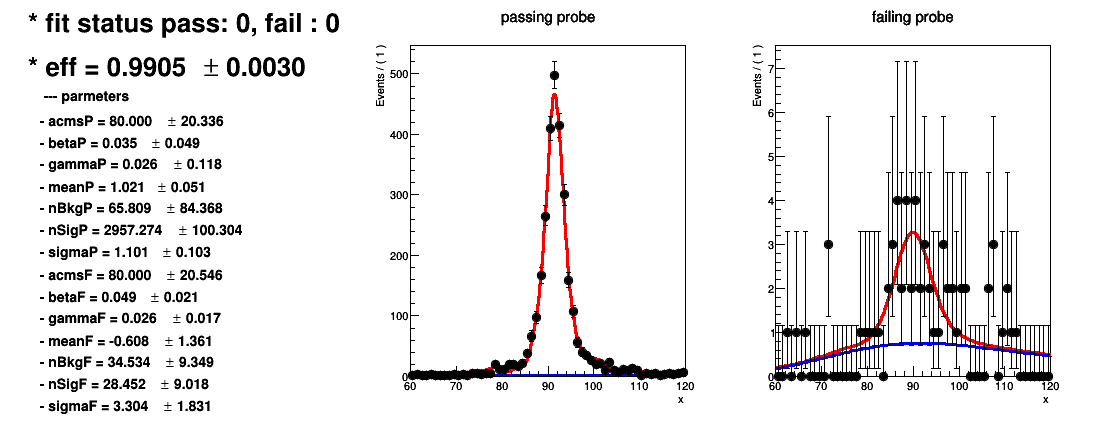 * fit status pass: 0, fail : 0
* eff = 0.9905 ± 0.0030
--- parmeters
- acmsP = 80.000 ± 20.336
- betaP = 0.035 ± 0.049
- gammaP = 0.026 ± 0.118
- meanP = 1.021 ± 0.051
- nBkgP = 65.809 ± 84.368
- nSigP = 2957.274 ± 100.304
- sigmaP = 1.101 ± 0.103
- acmsF = 80.000 ± 20.546
- betaF = 0.049 ± 0.021
- gammaF = 0.026 ± 0.017
- meanF = -0.608 ± 1.361
- nBkgF = 34.534 ± 9.349
- nSigF = 28.452 ± 9.018
- sigmaF = 3.304 ± 1.831
passing probe
Events / ( 1 )
500
400
300
200
100
0
60 70 80 90 100 110 120
x
failing probe
Events / ( 1 )
7
6
5
4
3
2
1
0
60 70 80 90 100 110 120
x